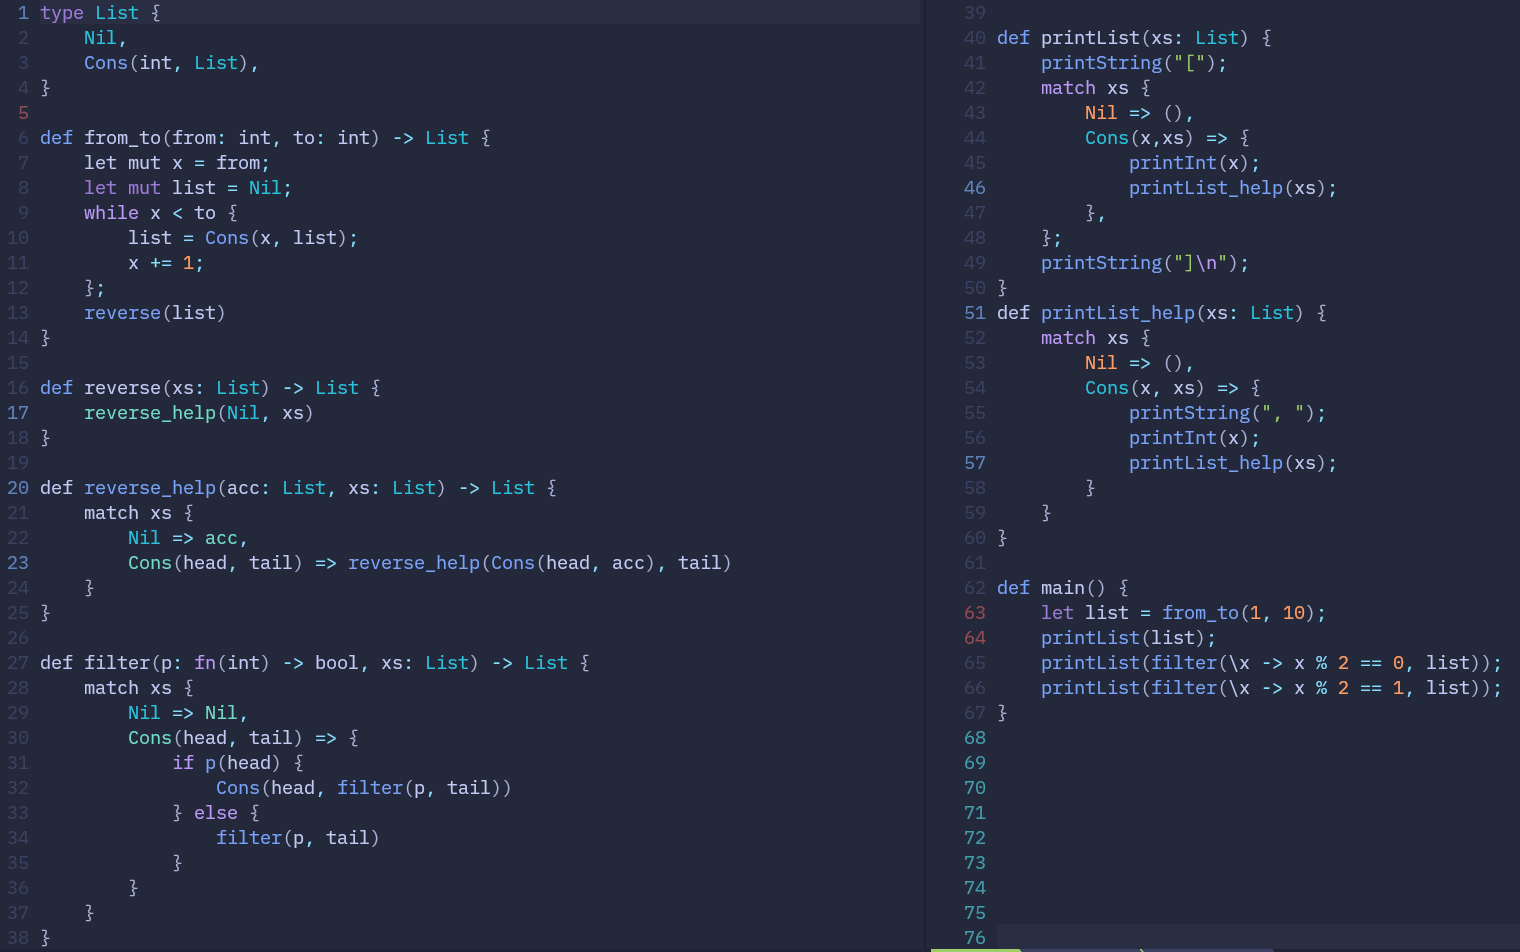 1 type List {
2     Nil,
3     Cons(int, List),
4 }
5
6 def from_to(from: int, to: int) -> List {
7     let mut x = from;
8     let mut list = Nil;
9     while x < to {
10         list = Cons(x, list);
11         x += 1;
12     };
13     reverse(list)
14 }
15
16 def reverse(xs: List) -> List {
17     reverse_help(Nil, xs)
18 }
19
20 def reverse_help(acc: List, xs: List) -> List {
21     match xs {
22         Nil => acc,
23         Cons(head, tail) => reverse_help(Cons(head, acc), tail)
24     }
25 }
26
27 def filter(p: fn(int) -> bool, xs: List) -> List {
28     match xs {
29         Nil => Nil,
30         Cons(head, tail) => {
31             if p(head) {
32                 Cons(head, filter(p, tail))
33             } else {
34                 filter(p, tail)
35             }
36         }
37     }
38 }
39
40 def printList(xs: List) {
41     printString("[");
42     match xs {
43         Nil => (),
44         Cons(x,xs) => {
45             printInt(x);
46             printList_help(xs);
47         },
48     };
49     printString("]\n");
50 }
51 def printList_help(xs: List) {
52     match xs {
53         Nil => (),
54         Cons(x, xs) => {
55             printString(", ");
56             printInt(x);
57             printList_help(xs);
58         }
59     }
60 }
61
62 def main() {
63     let list = from_to(1, 10);
64     printList(list);
65     printList(filter(\x -> x % 2 == 0, list));
66     printList(filter(\x -> x % 2 == 1, list));
67 }
68
69
70
71
72
73
74
75
76